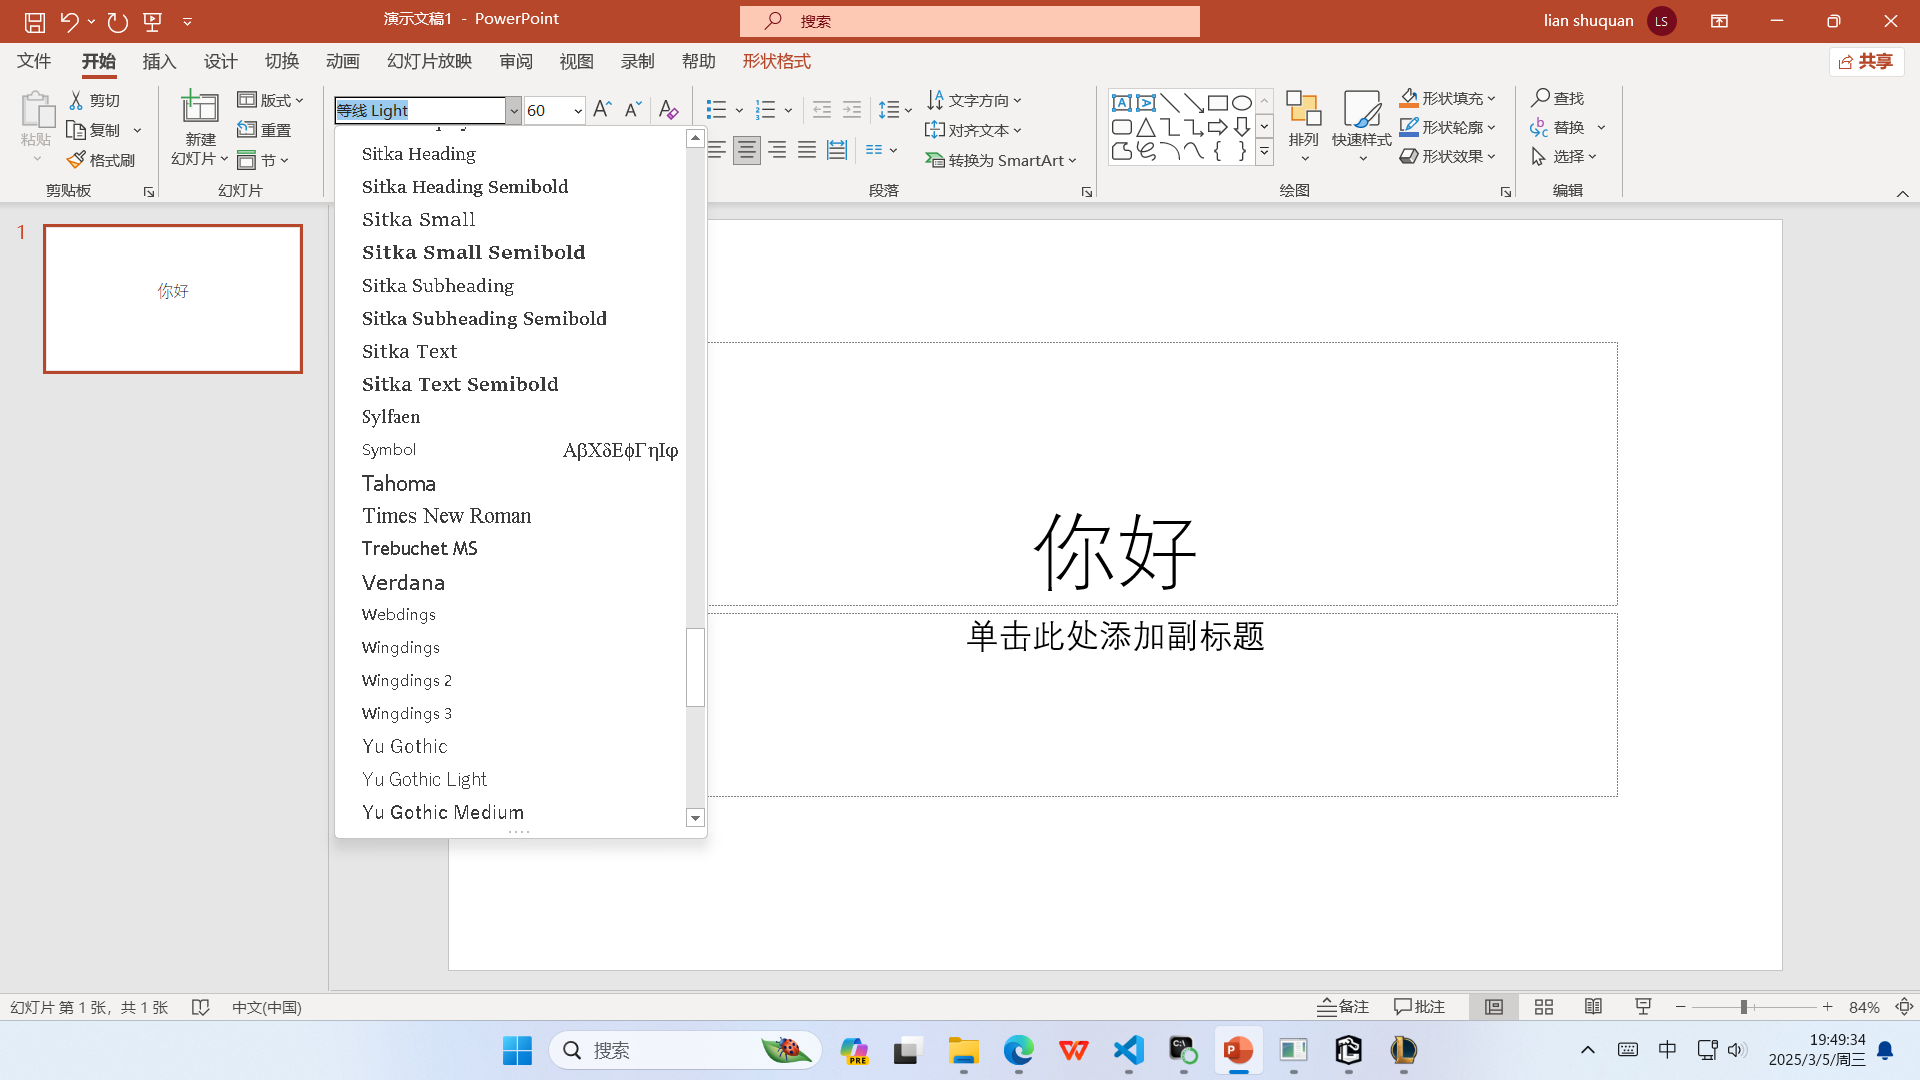 演示文稿1 - PowerPoint
搜索
lian shuquan
LS
文件
开始
插入
设计
切换
动画
幻灯片放映
审阅
视图
录制
帮助
形状格式
共享
粘贴
剪切
复制
格式刷
剪贴板
新建
幻灯片
版式
重置
节
幻灯片
等线 Light
60
文字方向
对齐文本
转换为 SmartArt
段落
排列
快速样式
形状填充
形状轮廓
形状效果
绘图
查找
替换
选择
编辑
Sitka Heading
Sitka Heading Semibold
Sitka Small
Sitka Small Semibold
Sitka Subheading
Sitka Subheading Semibold
Sitka Text
Sitka Text Semibold
Sylfaen
Symbol ΑβΧδΕϕΓηΙφ
Tahoma
Times New Roman
Trebuchet MS
Verdana
Webdings
Wingdings
Wingdings 2
Wingdings 3
Yu Gothic
Yu Gothic Light
Yu Gothic Medium
1
你好
你好
单击此处添加副标题
幻灯片 第 1 张，共 1 张
中文(中国)
备注
批注
84%
搜索
PRE
中
19:49:34
2025/3/5/周三